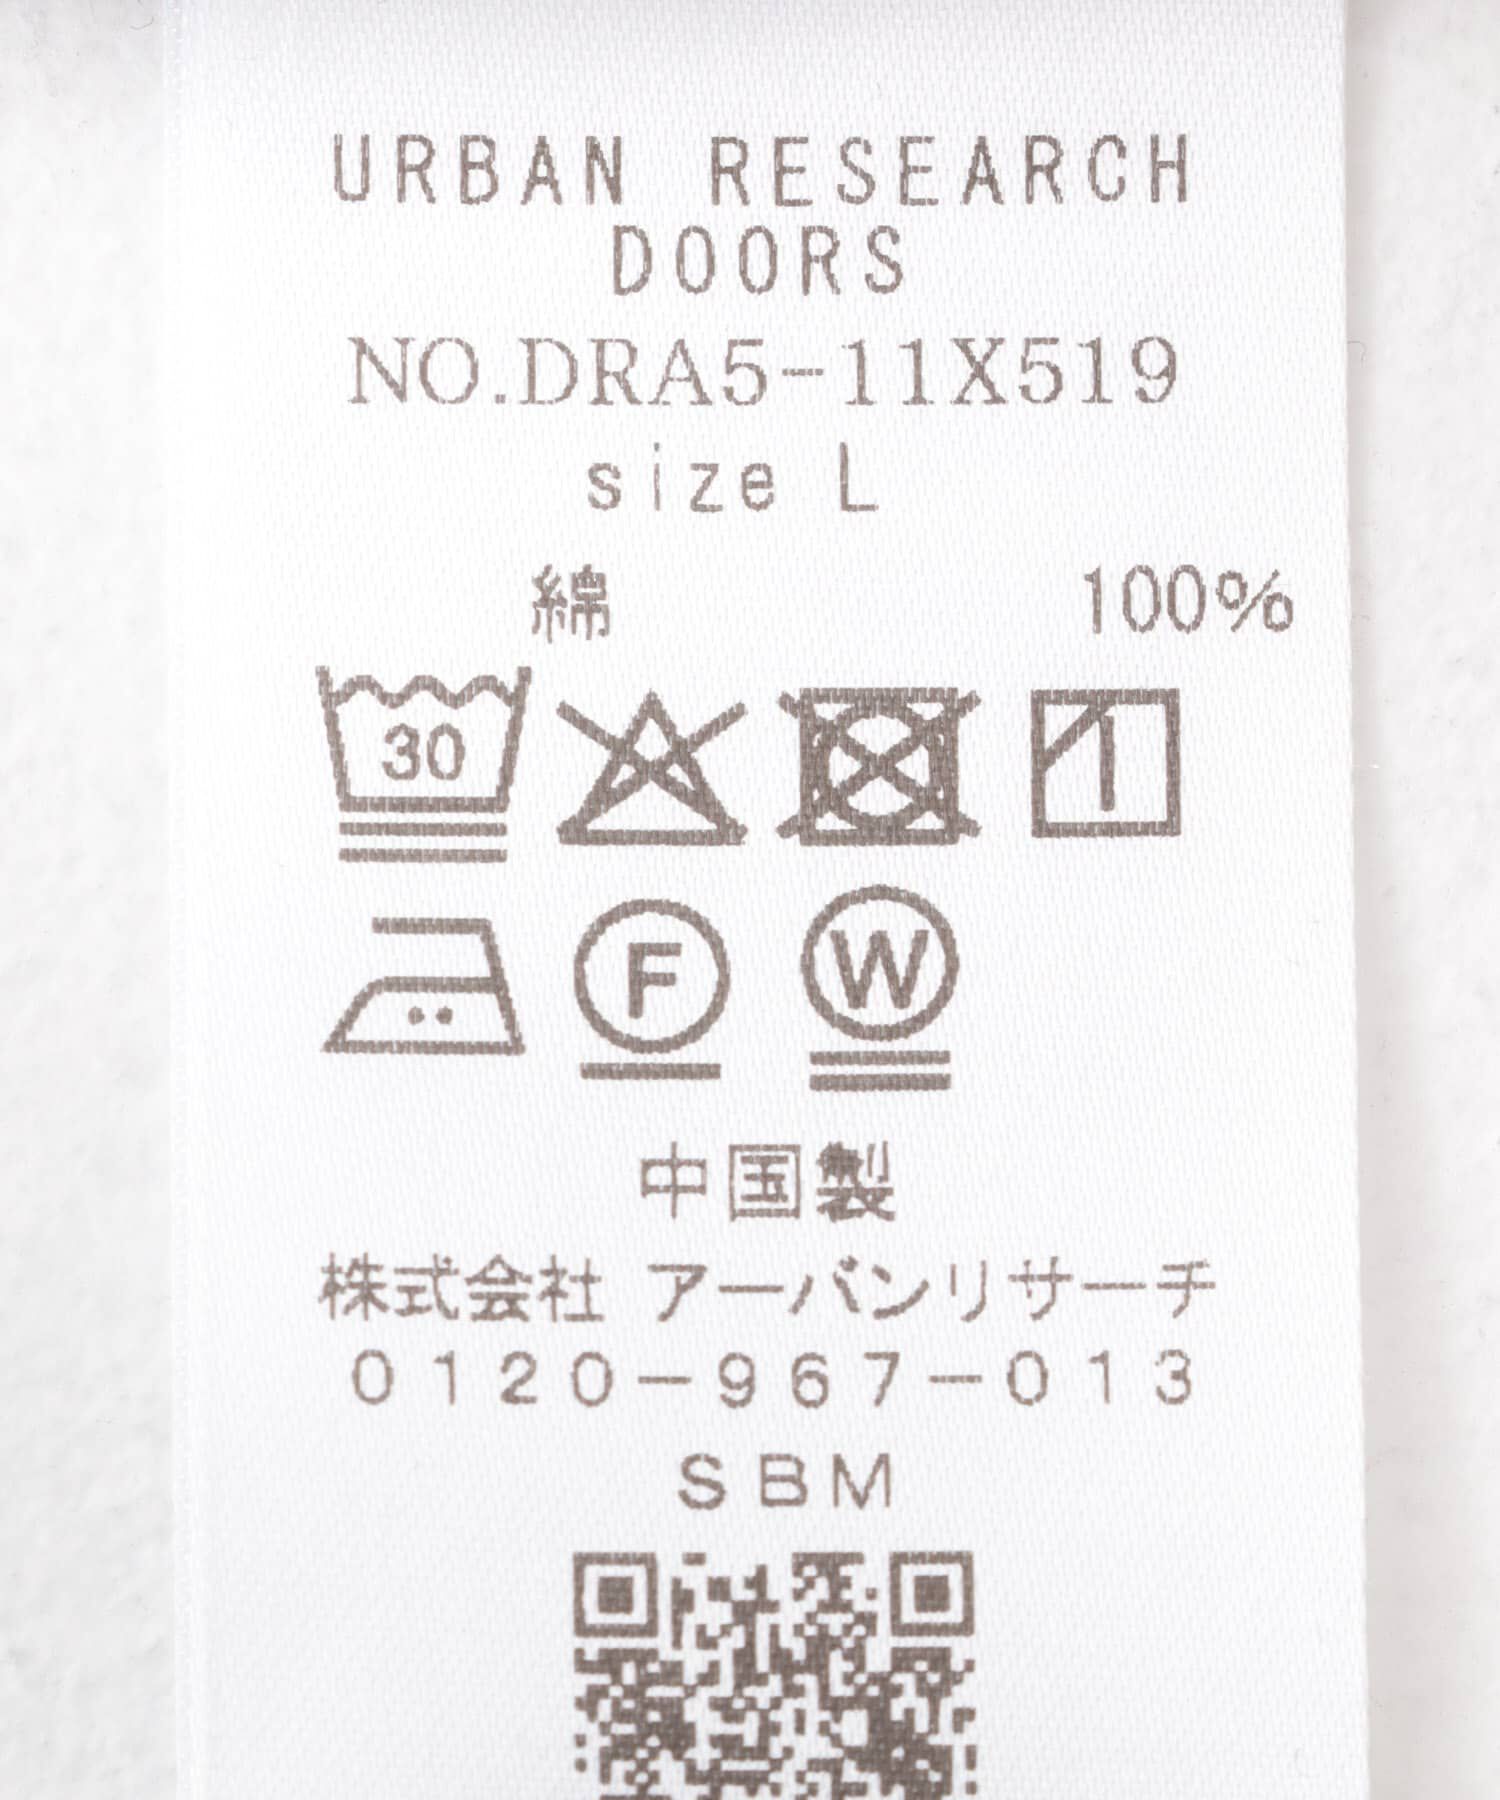 URBAN RESEARCH
DOORS
NO.DRA5-11X519
size L
綿 100%
30
F W
中国製
株式会社 アーバンリサーチ
0120-967-013
SBM